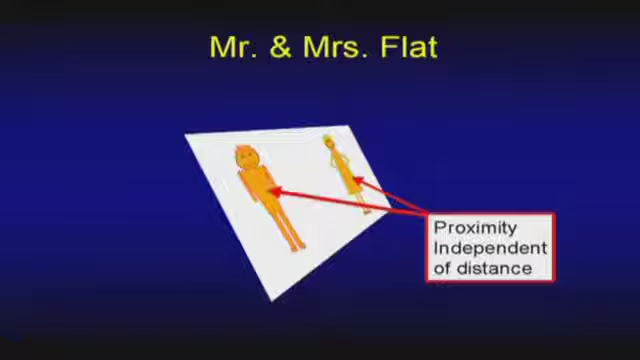 Mr. & Mrs. Flat
Proximity
Independent
of distance